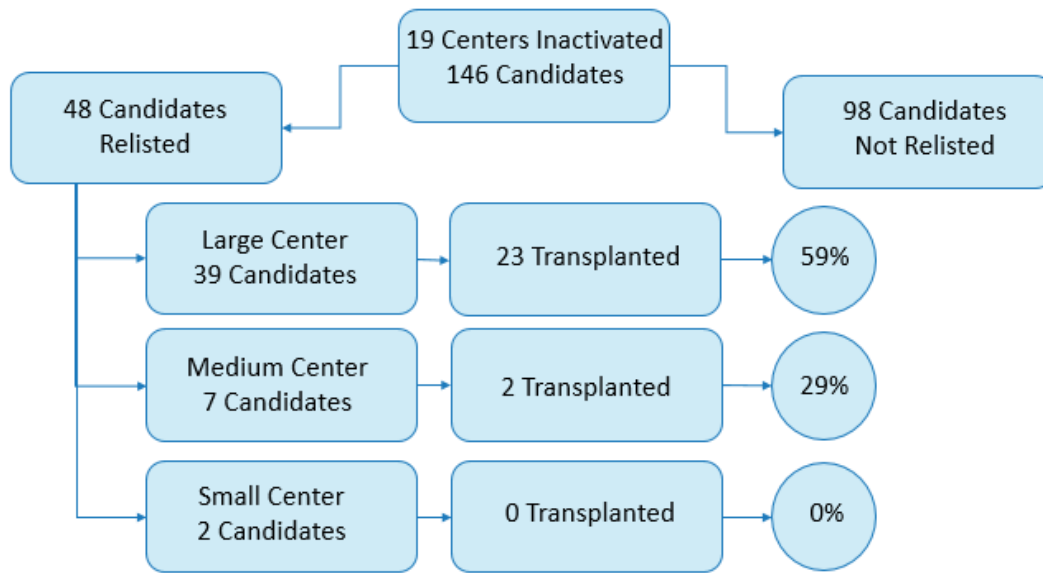 19 Centers Inactivated
146 Candidates
48 Candidates
Relisted
98 Candidates
Not Relisted
Large Center
39 Candidates
23 Transplanted
59%
Medium Center
7 Candidates
2 Transplanted
29%
Small Center
2 Candidates
0 Transplanted
0%